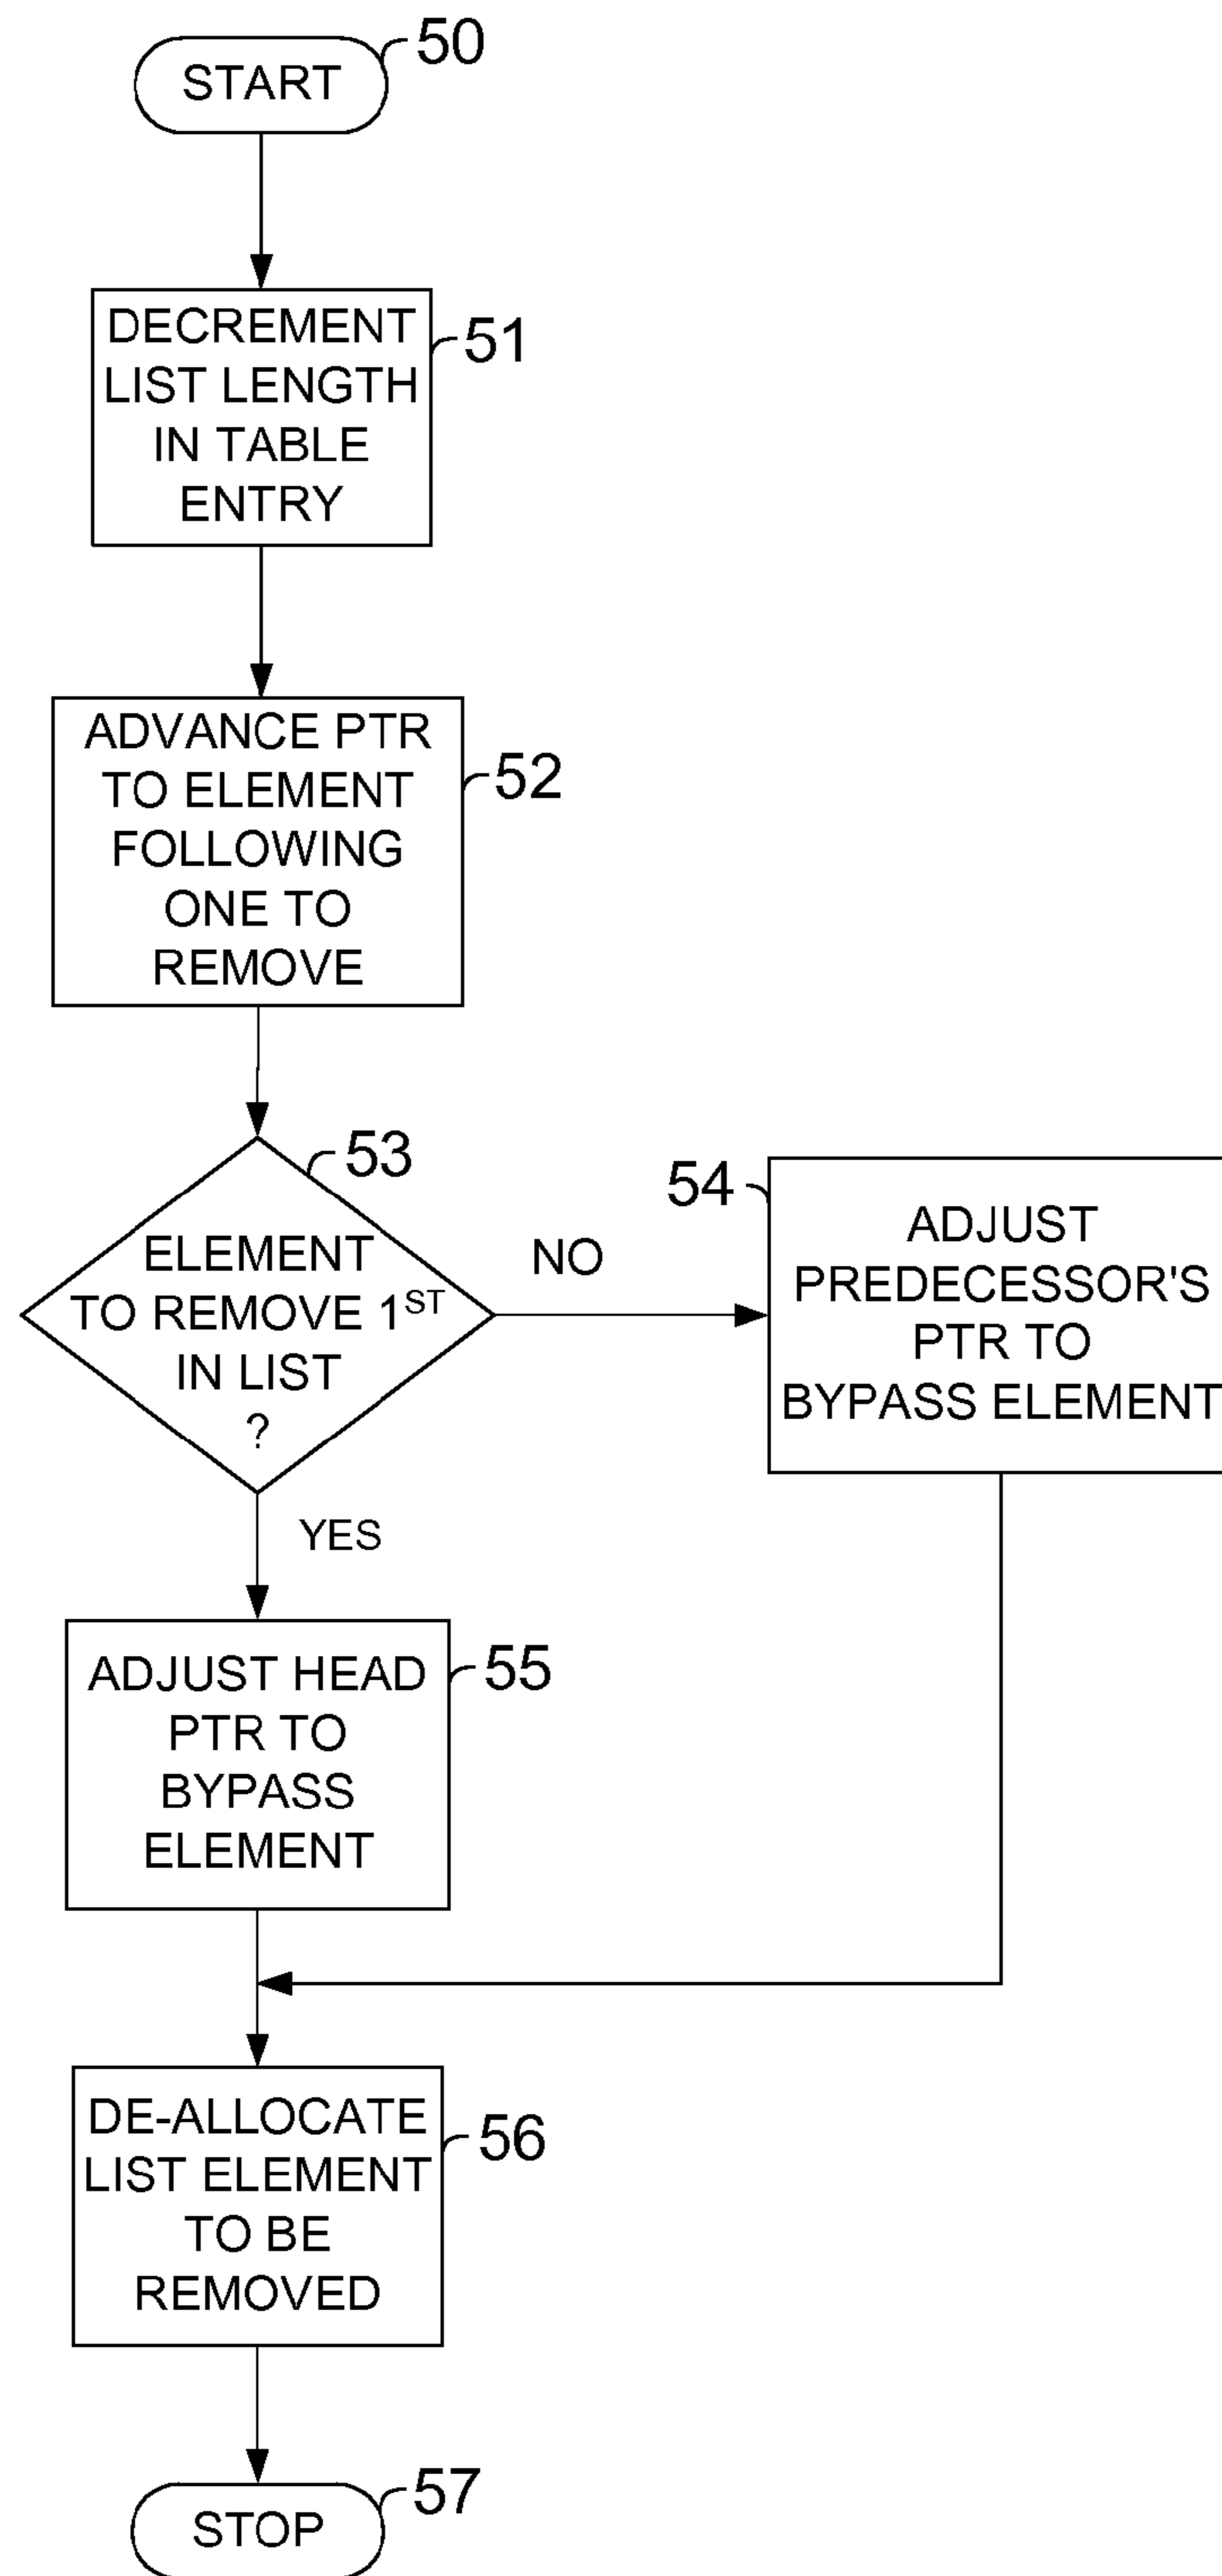 START
50
DECREMENT
LIST LENGTH
IN TABLE
ENTRY
51
ADVANCE PTR
TO ELEMENT
FOLLOWING
ONE TO
REMOVE
52
53
ELEMENT
TO REMOVE 1ST
IN LIST
?
NO
54
ADJUST
PREDECESSOR'S
PTR TO
BYPASS ELEMENT
YES
ADJUST HEAD
PTR TO
BYPASS
ELEMENT
55
DE-ALLOCATE
LIST ELEMENT
TO BE
REMOVED
56
STOP
57